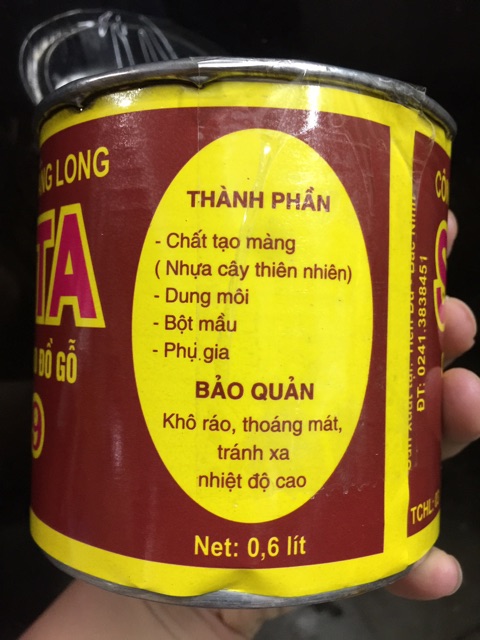 LONG
TA
ĐỒ GỖ
9
THÀNH PHẦN
- Chất tạo màng
( Nhựa cây thiên nhiên)
- Dung môi
- Bột mầu
- Phụ gia
BẢO QUẢN
Khô ráo, thoáng mát,
tránh xa
nhiệt độ cao
Net: 0,6 lít
CÔN
S
ĐT: 0241.3838451
TCHL: